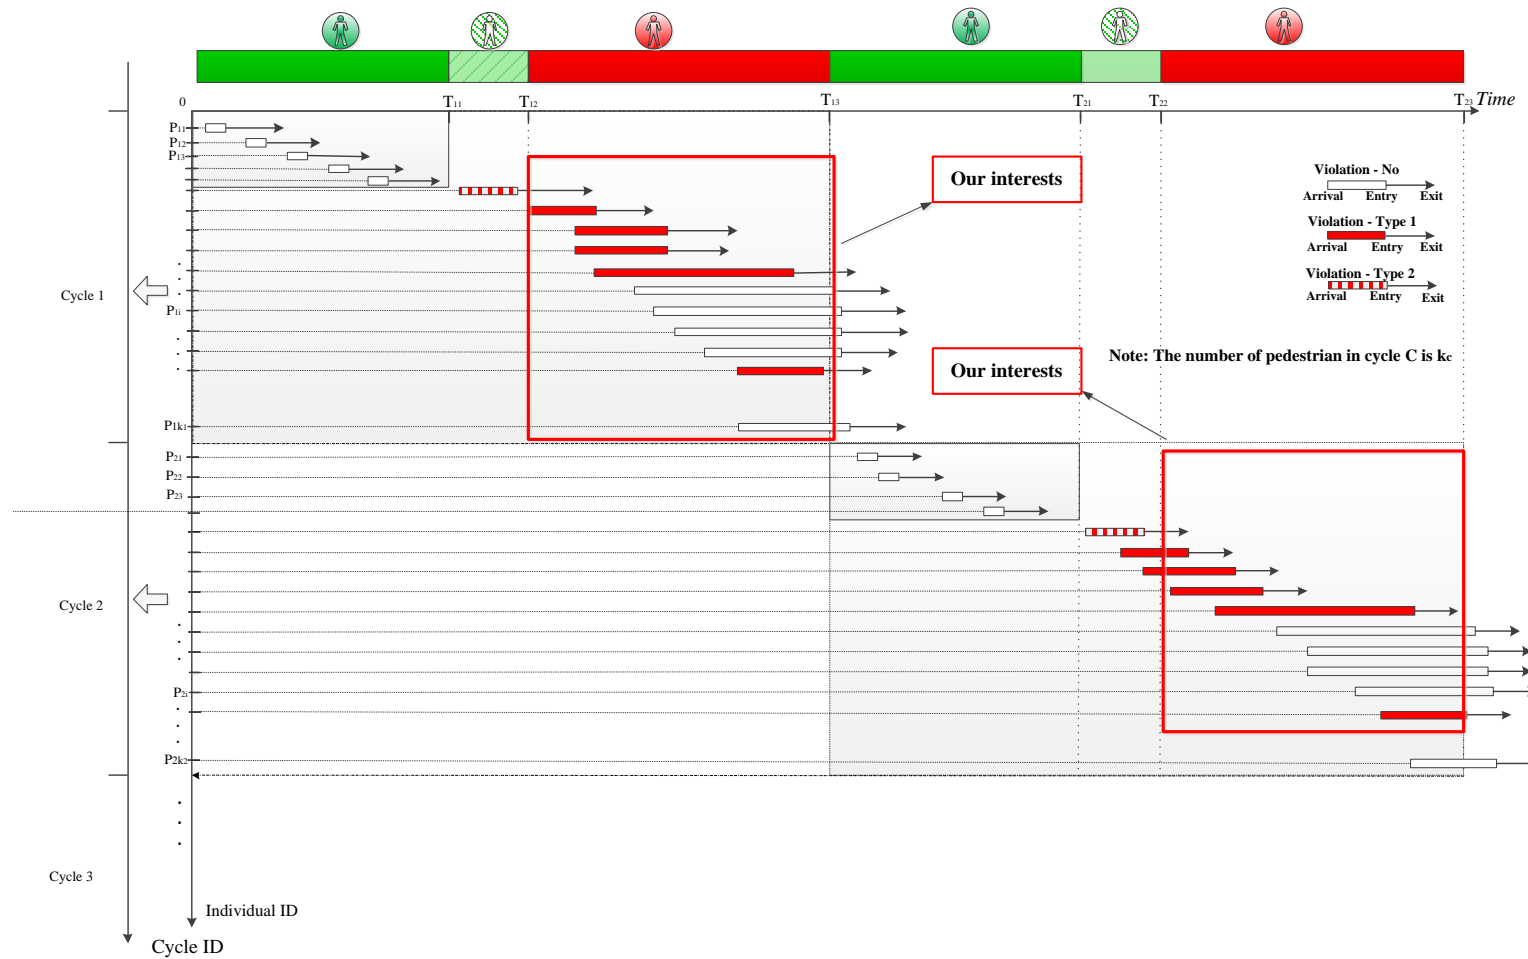 0
T11
T12
T13
T21
T22
T23 Time
P11
P12
P13
Violation - No
Arrival Entry Exit
Our interests
Violation - Type 1
Arrival Entry Exit
Violation - Type 2
Arrival Entry Exit
Cycle 1
P1i
Note: The number of pedestrian in cycle C is kc
Our interests
P1k1
P21
P22
P23
Cycle 2
P2i
P2k2
Cycle 3
Individual ID
Cycle ID